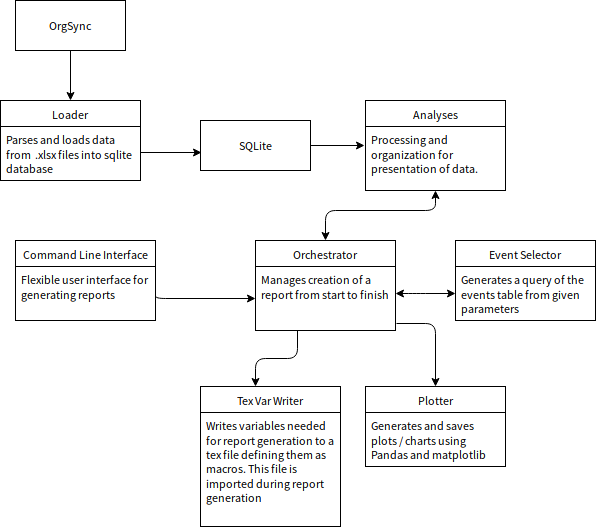 OrgSync
Loader
Parses and loads data
from .xlsx files into sqlite
database
SQLite
Analyses
Processing and
organization for
presentation of data.
Command Line Interface
Flexible user interface for
generating reports
Orchestrator
Manages creation of a
report from start to finish
Event Selector
Generates a query of the
events table from given
parameters
Tex Var Writer
Writes variables needed
for report generation to a
tex file defining them as
macros. This file is
imported during report
generation
Plotter
Generates and saves
plots / charts using
Pandas and matplotlib